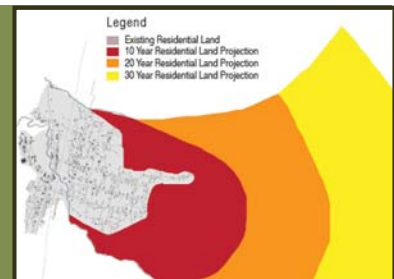 Legend
Existing Residential Land
10 Year Residential Land Projection
20 Year Residential Land Projection
30 Year Residential Land Projection